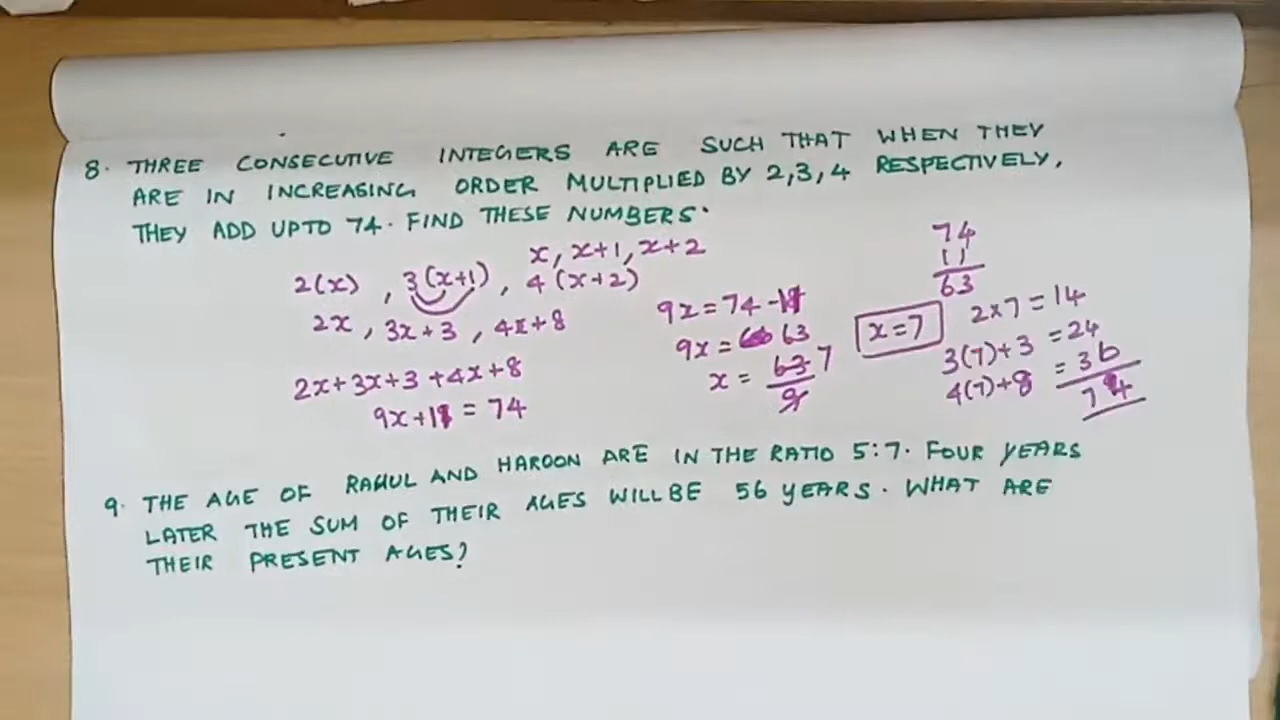 8. THREE CONSECUTIVE INTEGERS ARE SUCH THAT WHEN THEY
ARE IN INCREASING ORDER MULTIPLIED BY 2,3,4 RESPECTIVELY,
THEY ADD UPTO 74. FIND THESE NUMBERS.
x, x+1, x+2
2(x), 3(x+1), 4(x+2)
2x, 3x+3, 4x+8
2x+3x+3+4x+8
9x+11 = 74
9x=74-11
9x= 63
x = 63 7
9
x=7
74
11
63
2×7=14
3(7)+3 =24
4(7)+8 =36
74
9. THE AGE OF RAHUL AND HAROON ARE IN THE RATIO 5:7. FOUR YEARS
LATER THE SUM OF THEIR AGES WILL BE 56 YEARS. WHAT ARE
THEIR PRESENT AGES?